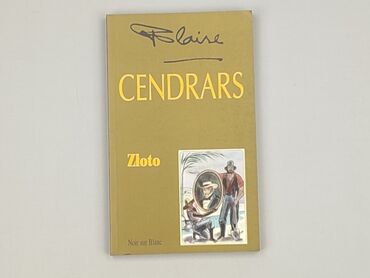 Blaise
CENDRARS
Złoto
Noir sur Blanc